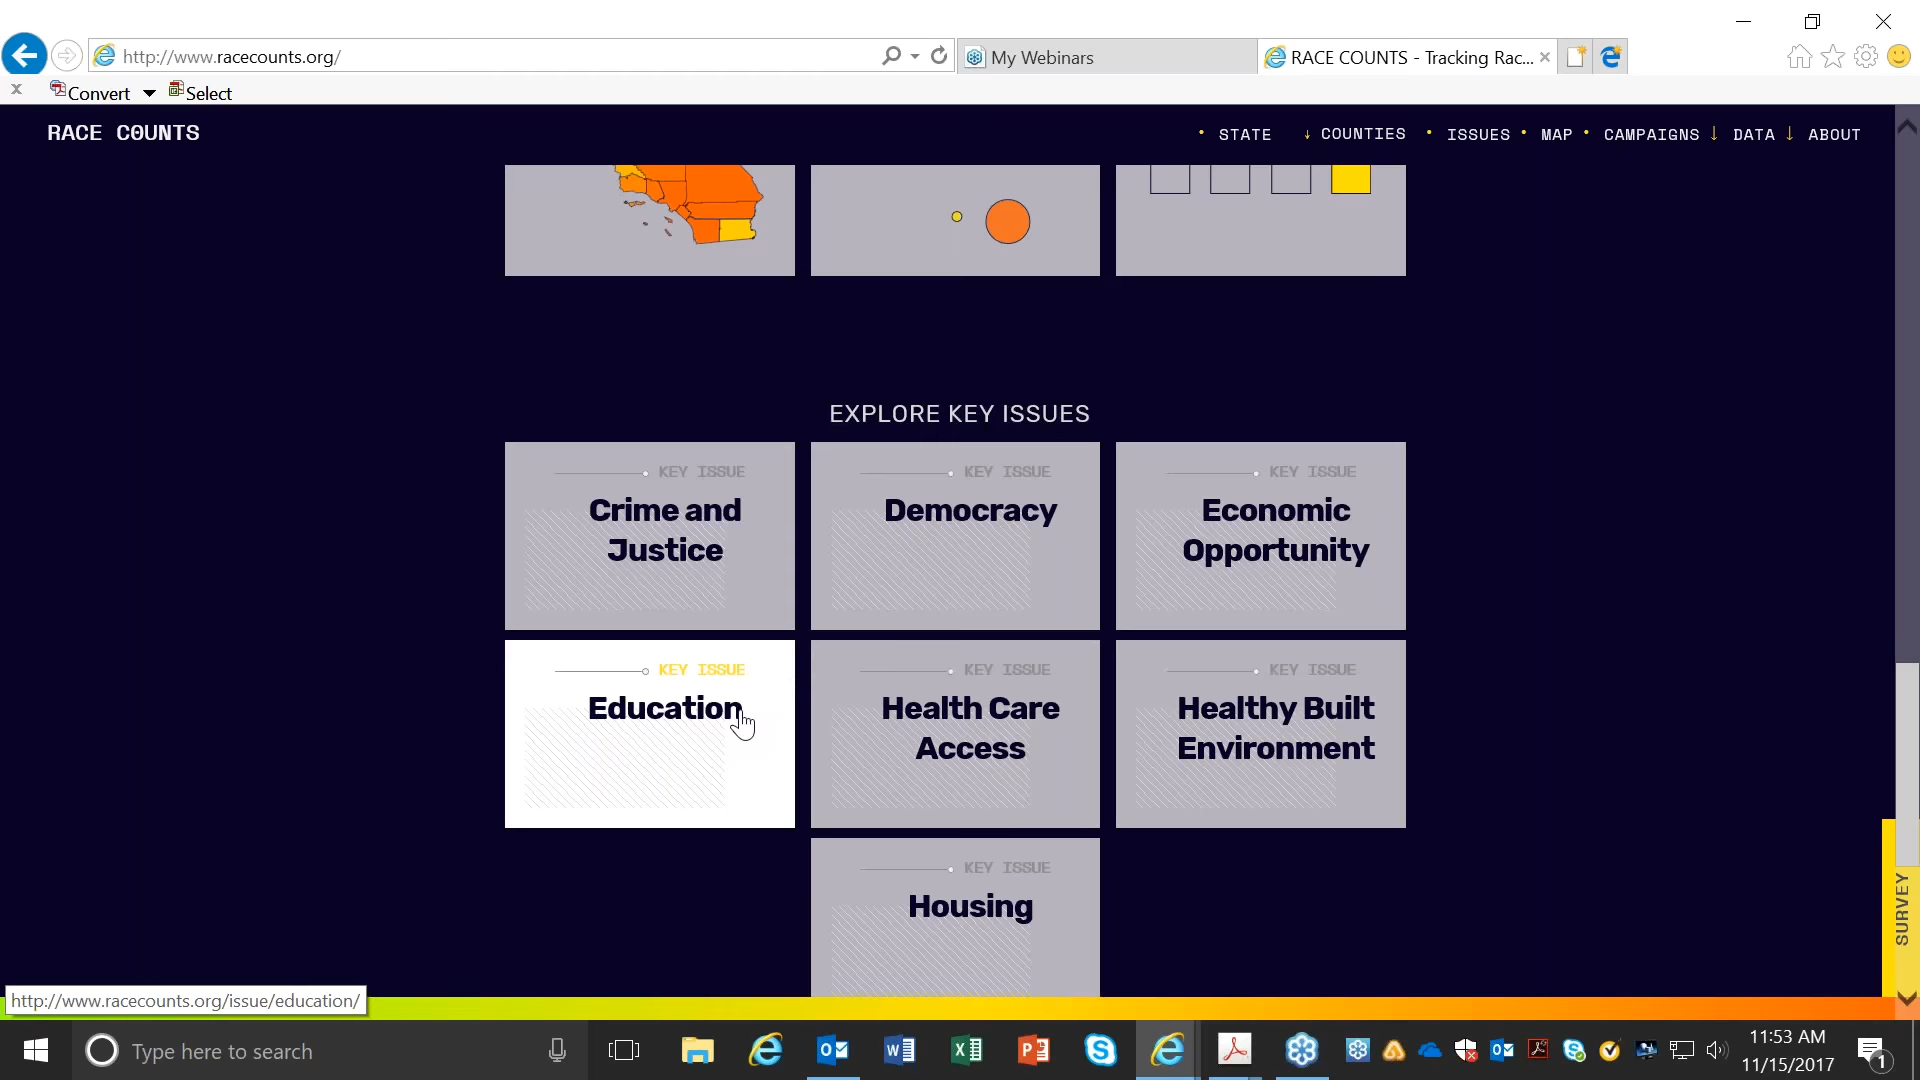 http://www.racecounts.org/
My Webinars
RACE COUNTS - Tracking Rac...
Convert
Select
RACE COUNTS
STATE
COUNTIES
ISSUES
MAP
CAMPAIGNS
DATA
ABOUT
EXPLORE KEY ISSUES
KEY ISSUE
Crime and
Justice
KEY ISSUE
Democracy
KEY ISSUE
Economic
Opportunity
KEY ISSUE
Education
KEY ISSUE
Health Care
Access
KEY ISSUE
Healthy Built
Environment
KEY ISSUE
Housing
SURVEY
http://www.racecounts.org/issue/education/
Type here to search
11:53 AM
11/15/2017
1